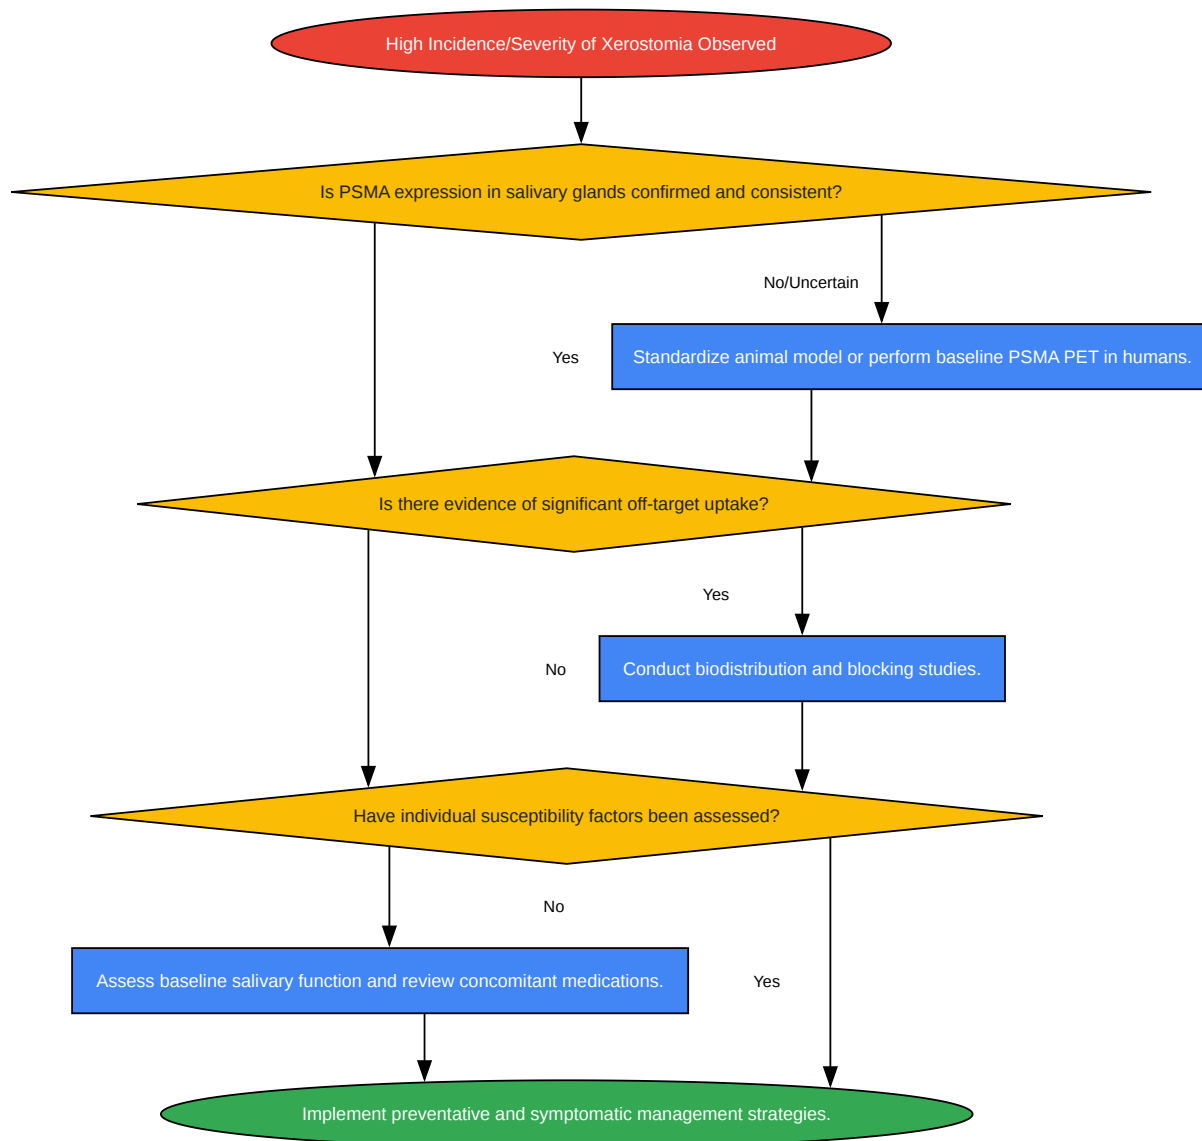 High Incidence/Severity of Xerostomia Observed
Is PSMA expression in salivary glands confirmed and consistent?
No/Uncertain
Yes
Standardize animal model or perform baseline PSMA PET in humans.
Is there evidence of significant off-target uptake?
Yes
No
Conduct biodistribution and blocking studies.
Have individual susceptibility factors been assessed?
No
Assess baseline salivary function and review concomitant medications.
Yes
Implement preventative and symptomatic management strategies.